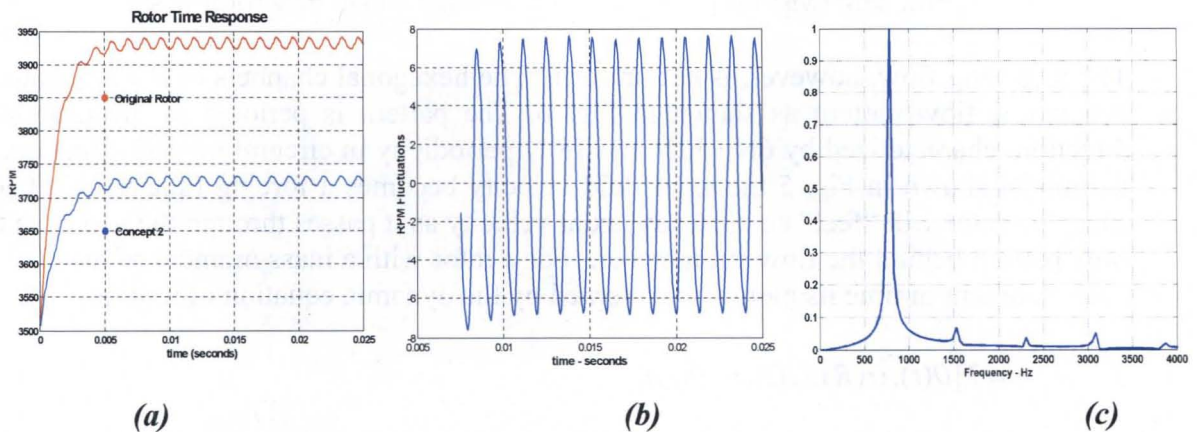 Rotor Time Response
3950
3900
3850
3800
3750
3700
3650
3600
3550
3500
RPM
Original Rotor
Concept 2
0 0.005 0.01 0.015 0.02 0.025
time (seconds)
(a)
8
6
4
2
0
-2
-4
-6
-8
RPM Fluctuations
0.005 0.01 0.015 0.02 0.025
time - seconds
(b)
1
0.9
0.8
0.7
0.6
0.5
0.4
0.3
0.2
0.1
0
0 500 1000 1500 2000 2500 3000 3500 4000
Frequency - Hz
(c)